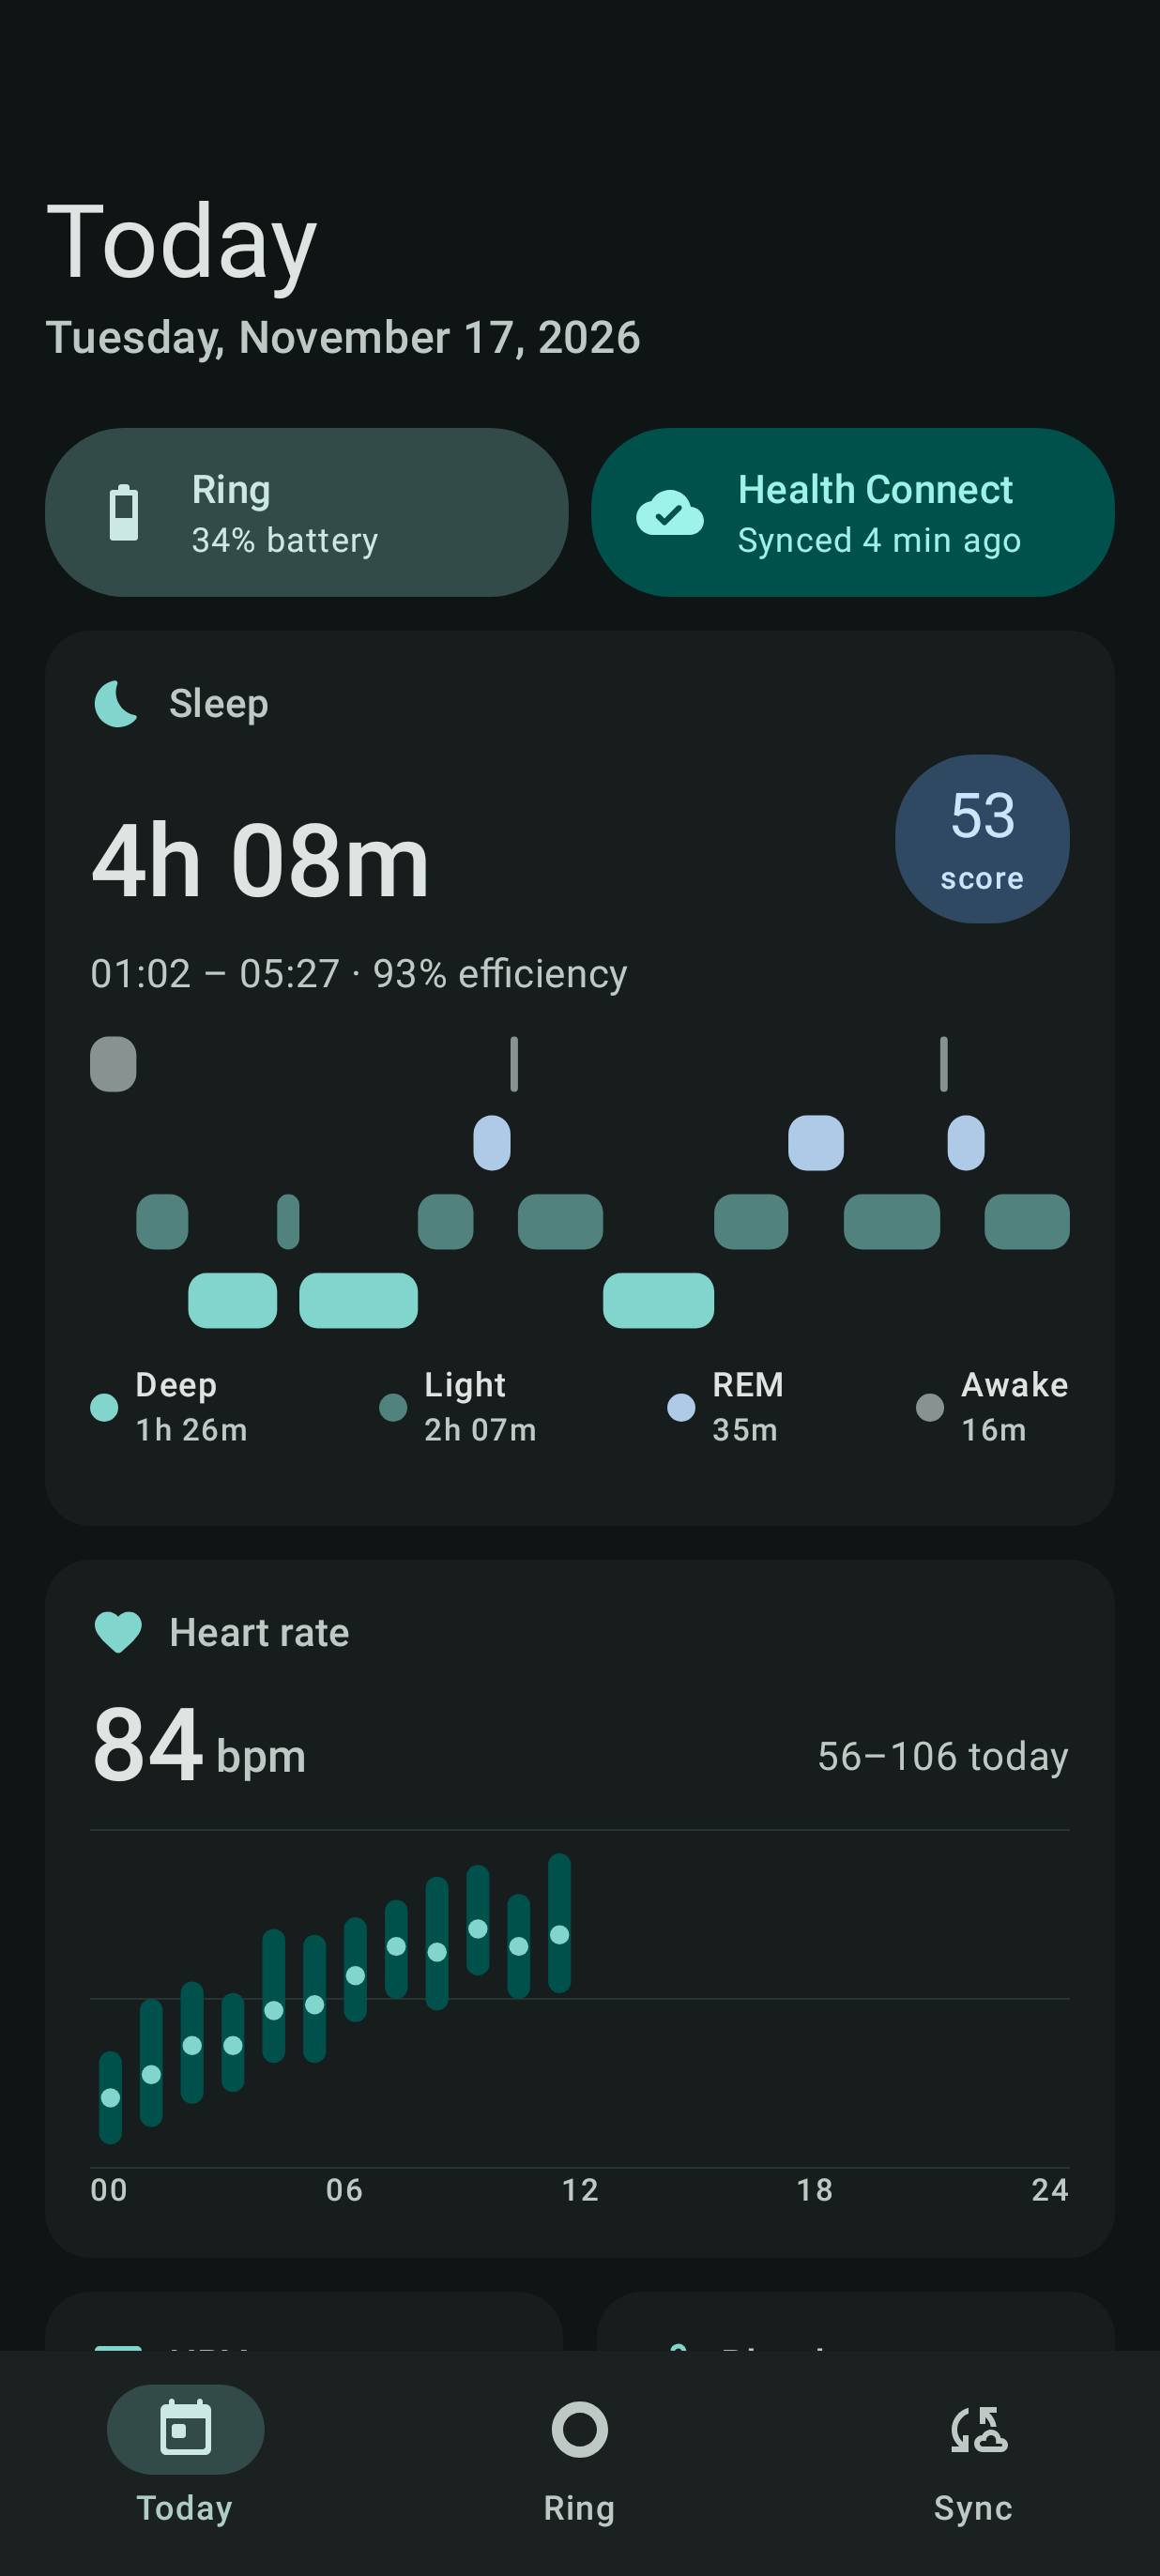 Today
Tuesday, November 17, 2026
Ring
34% battery
Health Connect
Synced 4 min ago
Sleep
4h 08m
53
score
01:02 – 05:27 · 93% efficiency
Deep
1h 26m
Light
2h 07m
REM
35m
Awake
16m
Heart rate
84 bpm
56–106 today
00 06 12 18 24
Today
Ring
Sync